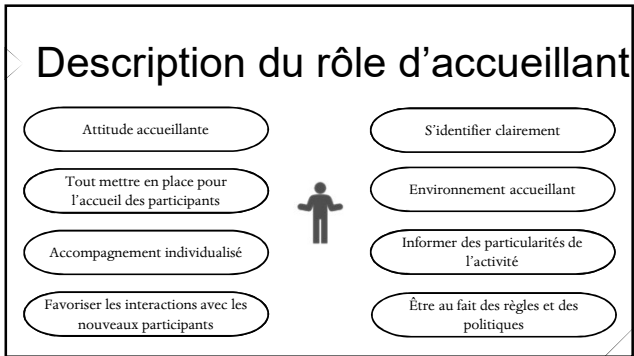 Description du rôle d’accueillant
Attitude accueillante
Tout mettre en place pour
l’accueil des participants
Accompagnement individualisé
Favoriser les interactions avec les
nouveaux participants
S’identifier clairement
Environnement accueillant
Informer des particularités de
l’activité
Être au fait des règles et des
politiques